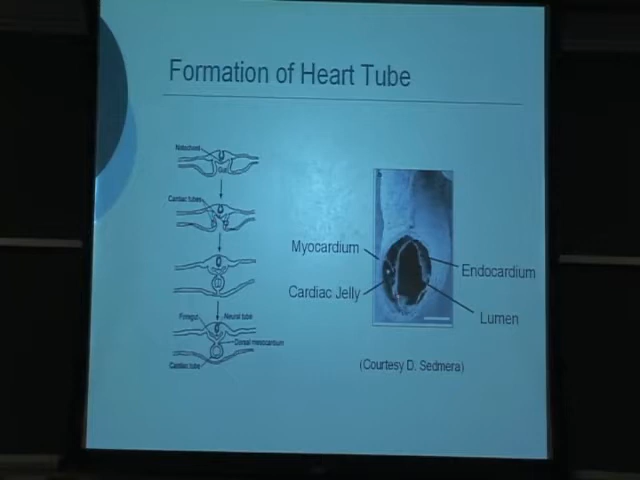 Formation of Heart Tube
Notochord
Gut
Cardiac tubes
Foregut
Neural tube
Dorsal mesocardium
Cardiac tube
Myocardium
Cardiac Jelly
Endocardium
Lumen
(Courtesy D. Sedmera)